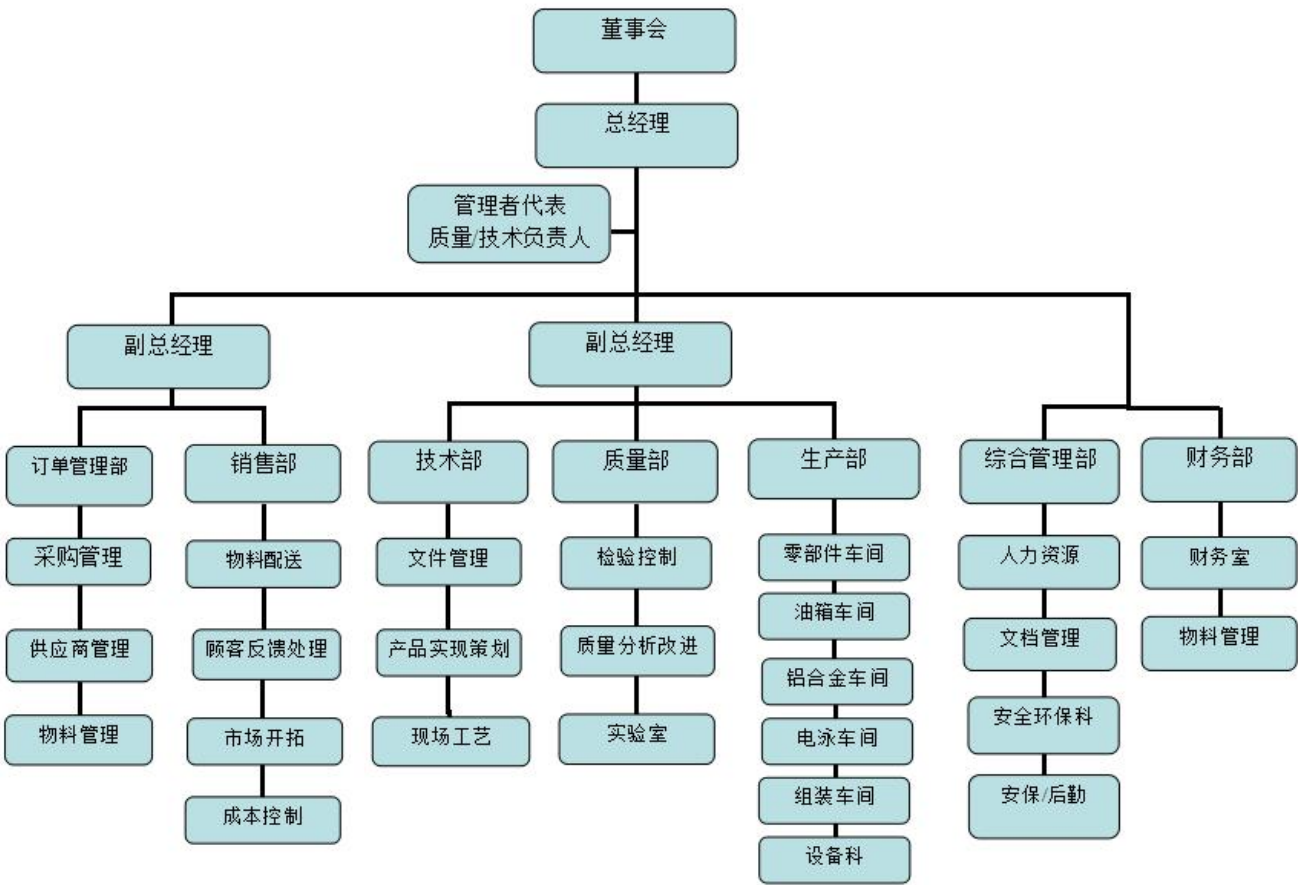 董事会
总经理
管理者代表
质量/技术负责人
副总经理
副总经理
订单管理部
销售部
技术部
质量部
生产部
综合管理部
财务部
采购管理
物料配送
文件管理
检验控制
零部件车间
人力资源
财务室
供应商管理
顾客反馈处理
产品实现策划
质量分析改进
油箱车间
文档管理
物料管理
铝合金车间
物料管理
市场开拓
现场工艺
实验室
电泳车间
安全环保科
成本控制
组装车间
安保/后勤
设备科